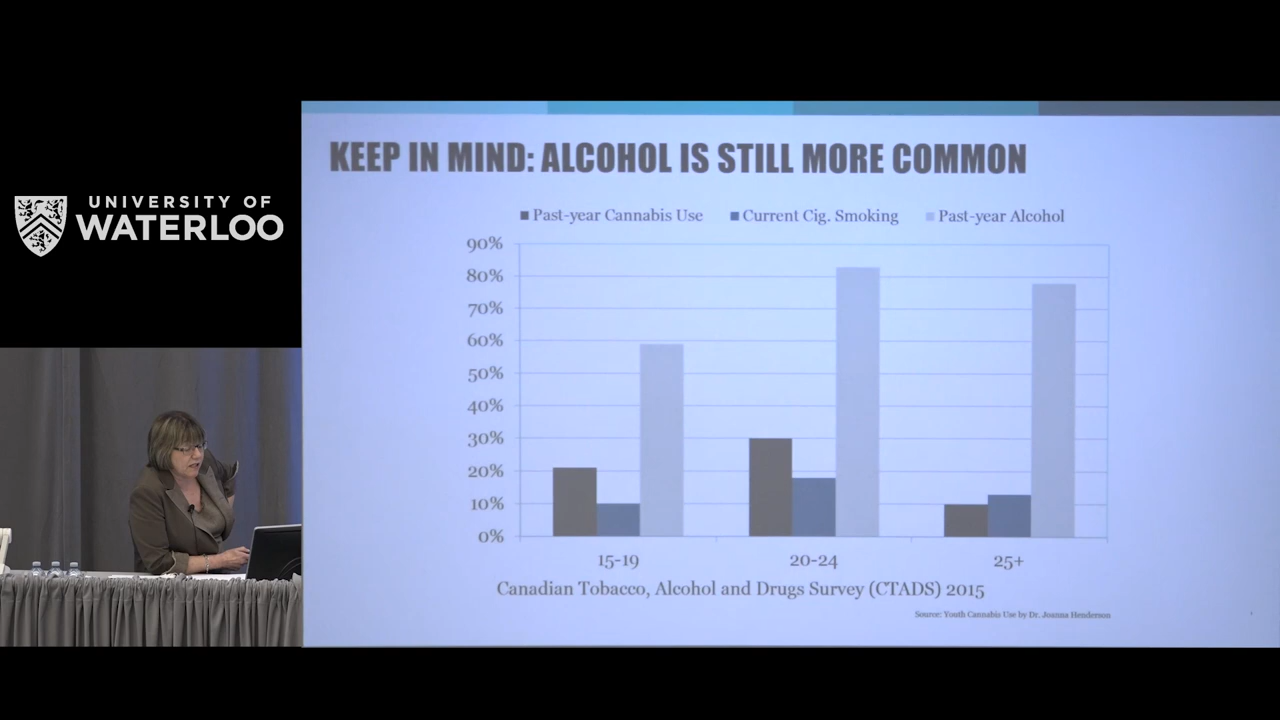 UNIVERSITY OF
WATERLOO
KEEP IN MIND: ALCOHOL IS STILL MORE COMMON
Past-year Cannabis Use Current Cig. Smoking Past-year Alcohol
90%
80%
70%
60%
50%
40%
30%
20%
10%
0%
15-19 20-24 25+
Canadian Tobacco, Alcohol and Drugs Survey (CTADS) 2015
Source: Youth Cannabis Use by Dr. Joanna Henderson